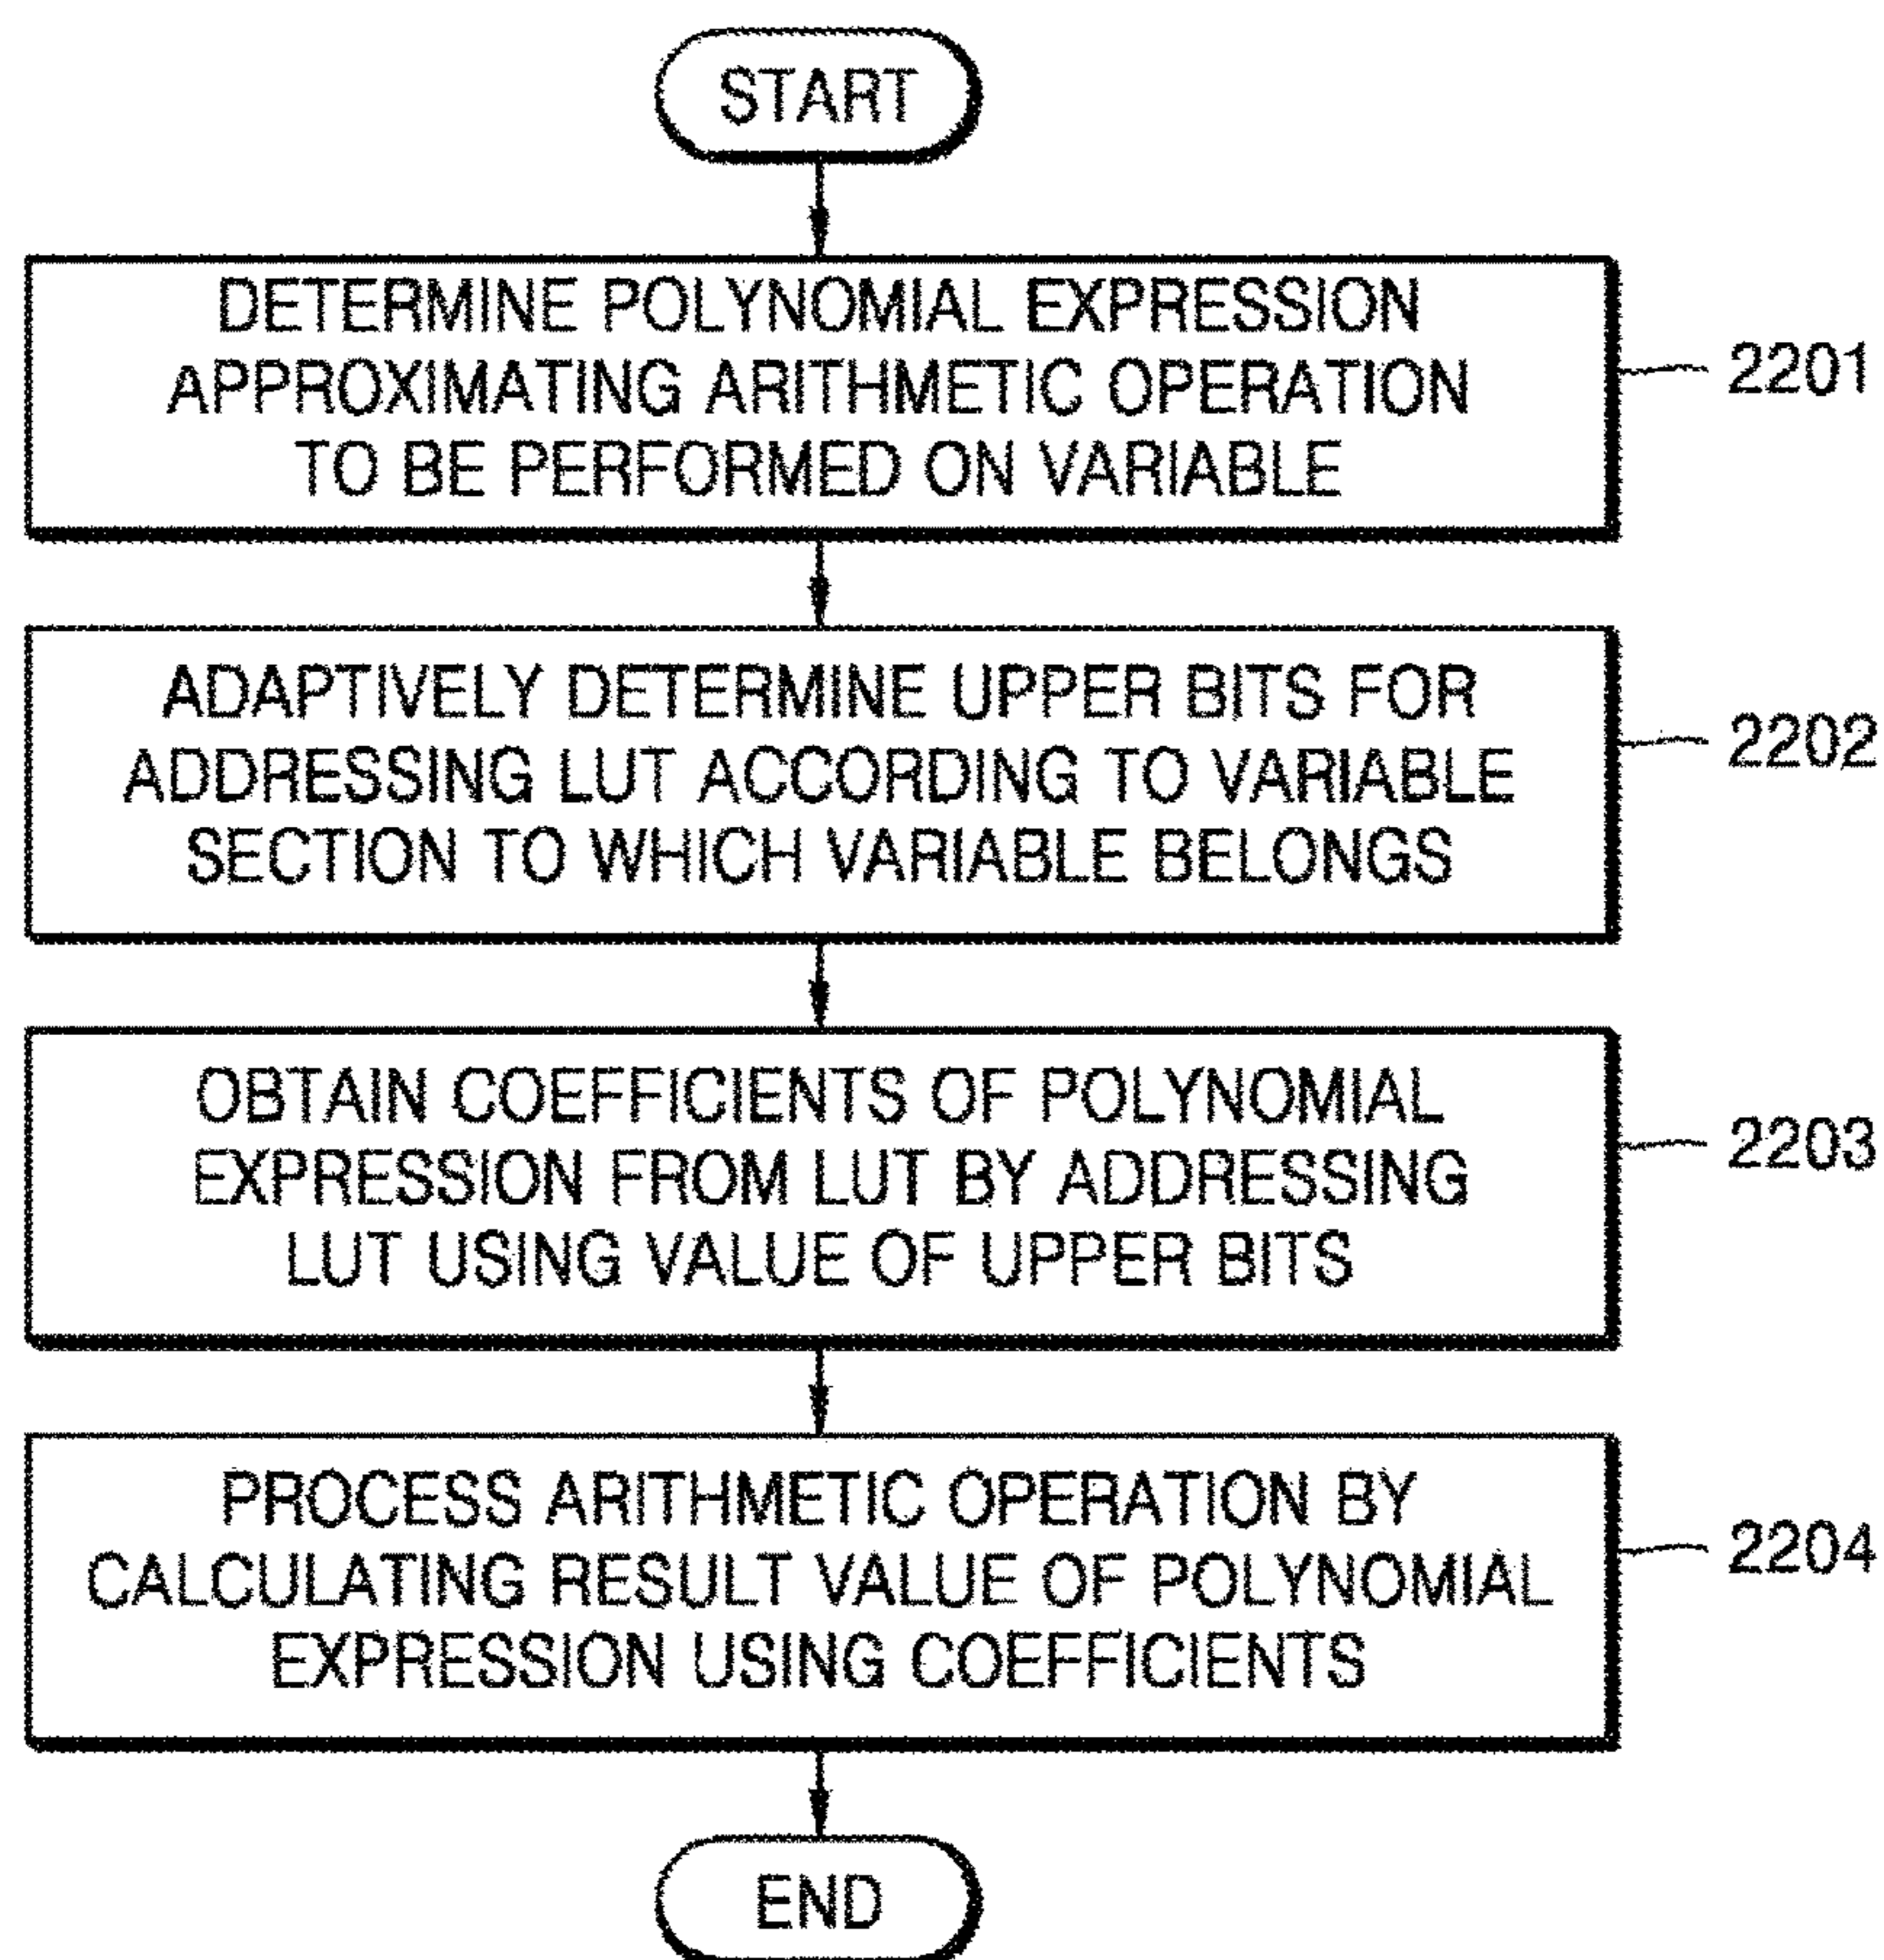 START
DETERMINE POLYNOMIAL EXPRESSION
APPROXIMATING ARITHMETIC OPERATION
TO BE PERFORMED ON VARIABLE
2201
ADAPTIVELY DETERMINE UPPER BITS FOR
ADDRESSING LUT ACCORDING TO VARIABLE
SECTION TO WHICH VARIABLE BELONGS
2202
OBTAIN COEFFICIENTS OF POLYNOMIAL
EXPRESSION FROM LUT BY ADDRESSING
LUT USING VALUE OF UPPER BITS
2203
PROCESS ARITHMETIC OPERATION BY
CALCULATING RESULT VALUE OF POLYNOMIAL
EXPRESSION USING COEFFICIENTS
2204
END